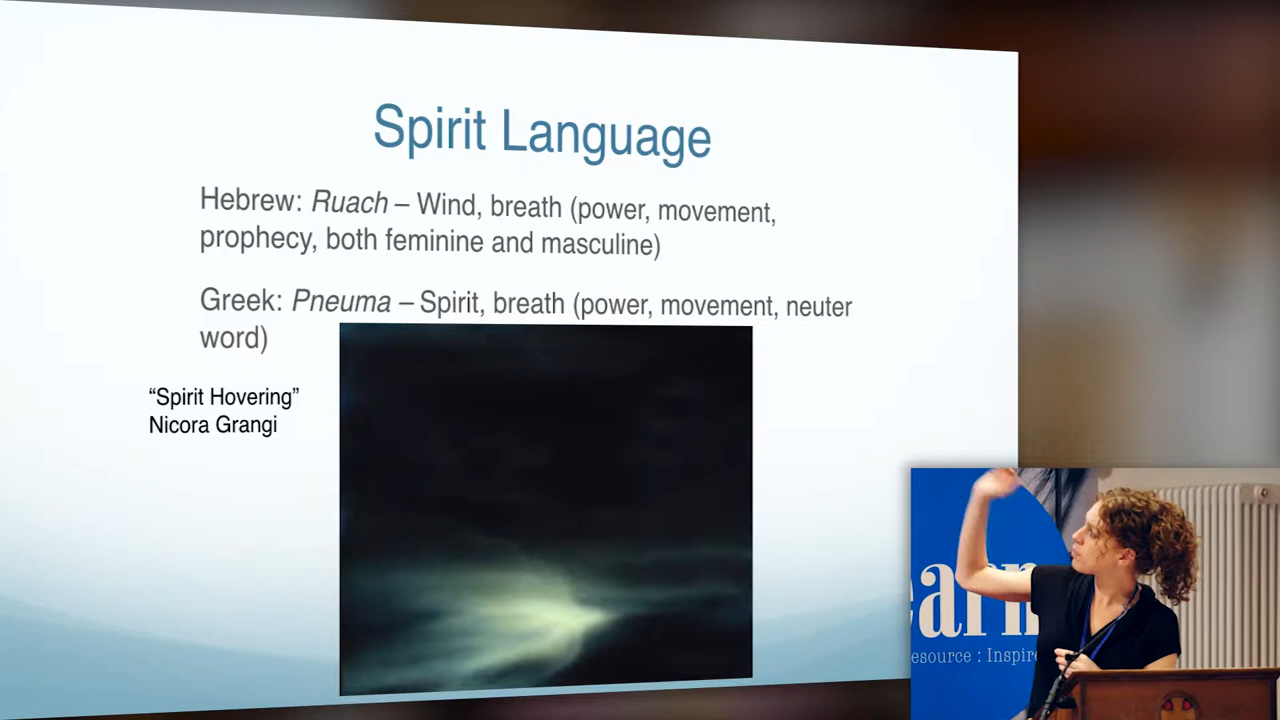 Spirit Language
Hebrew: Ruach – Wind, breath (power, movement,
prophecy, both feminine and masculine)
Greek: Pneuma – Spirit, breath (power, movement, neuter
word)
“Spirit Hovering”
Nicora Grangi
earn
esource : Inspire